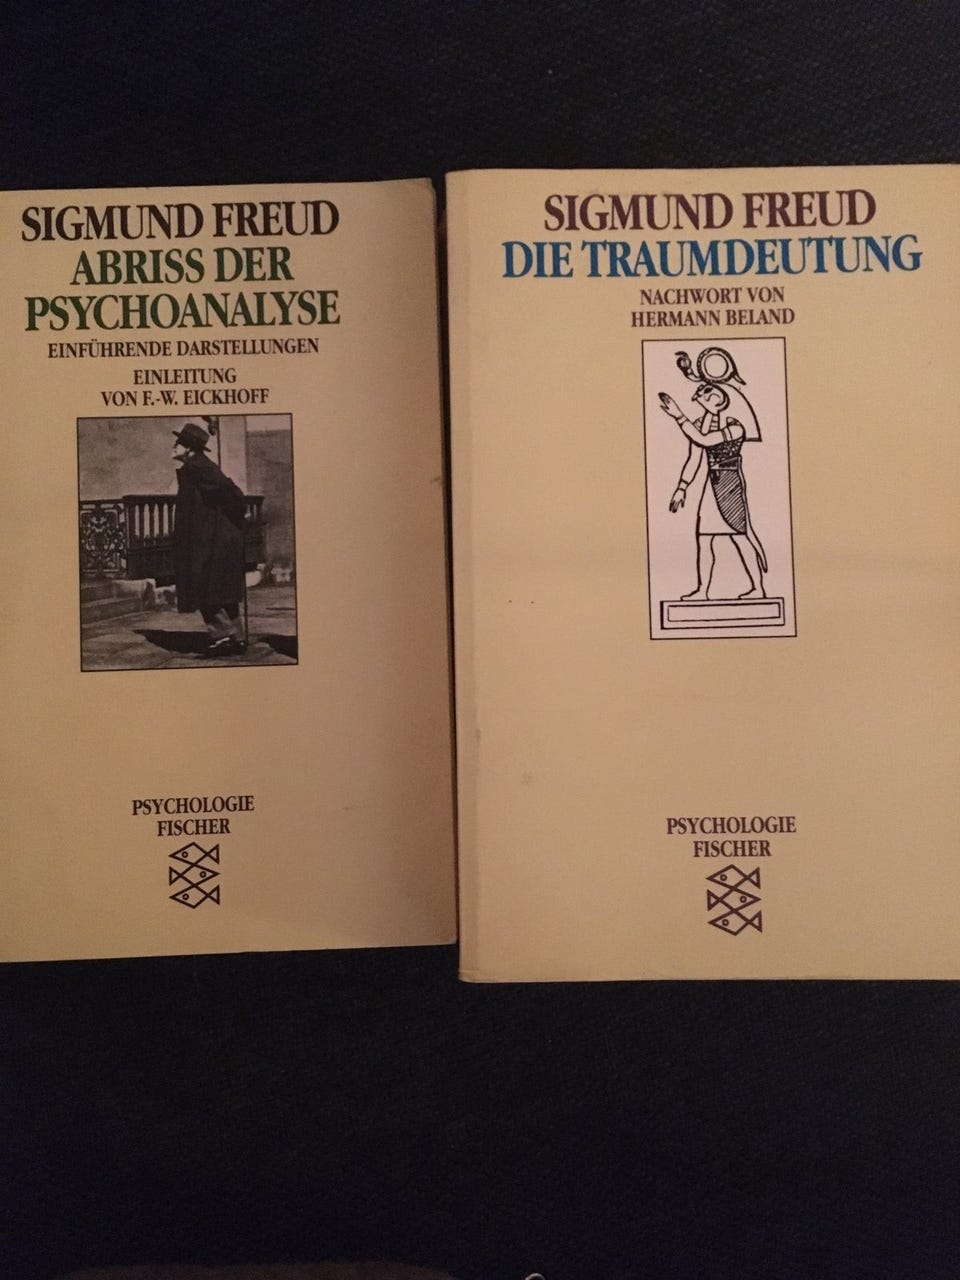 SIGMUND FREUD
ABRISS DER
PSYCHOANALYSE
EINFÜHRENDE DARSTELLUNGEN
EINLEITUNG
VON F.-W. EICKHOFF
PSYCHOLOGIE
FISCHER
SIGMUND FREUD
DIE TRAUMDEUTUNG
NACHWORT VON
HERMANN BELAND
PSYCHOLOGIE
FISCHER